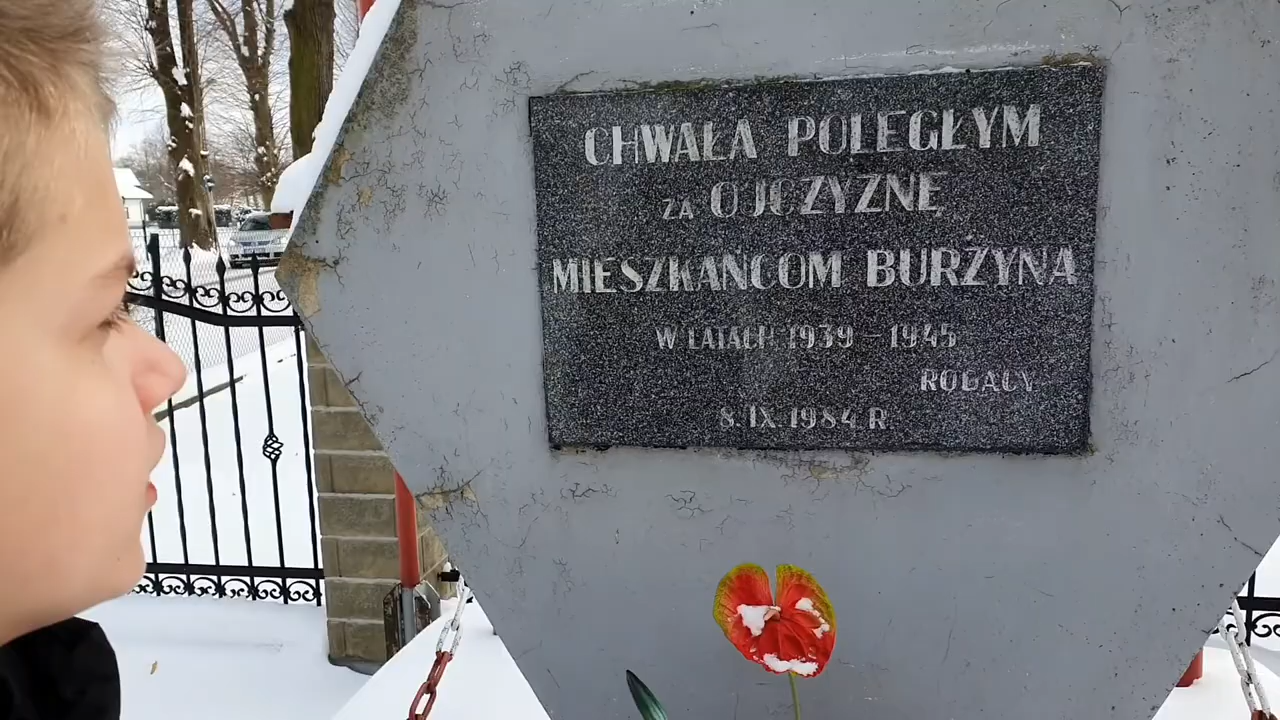 CHWAŁA POLEGŁYM
ZA OJCZYZNĘ
MIESZKAŃCOM BURZYNA
W LATACH 1939 - 1945
RODACY
8.IX.1984 R.